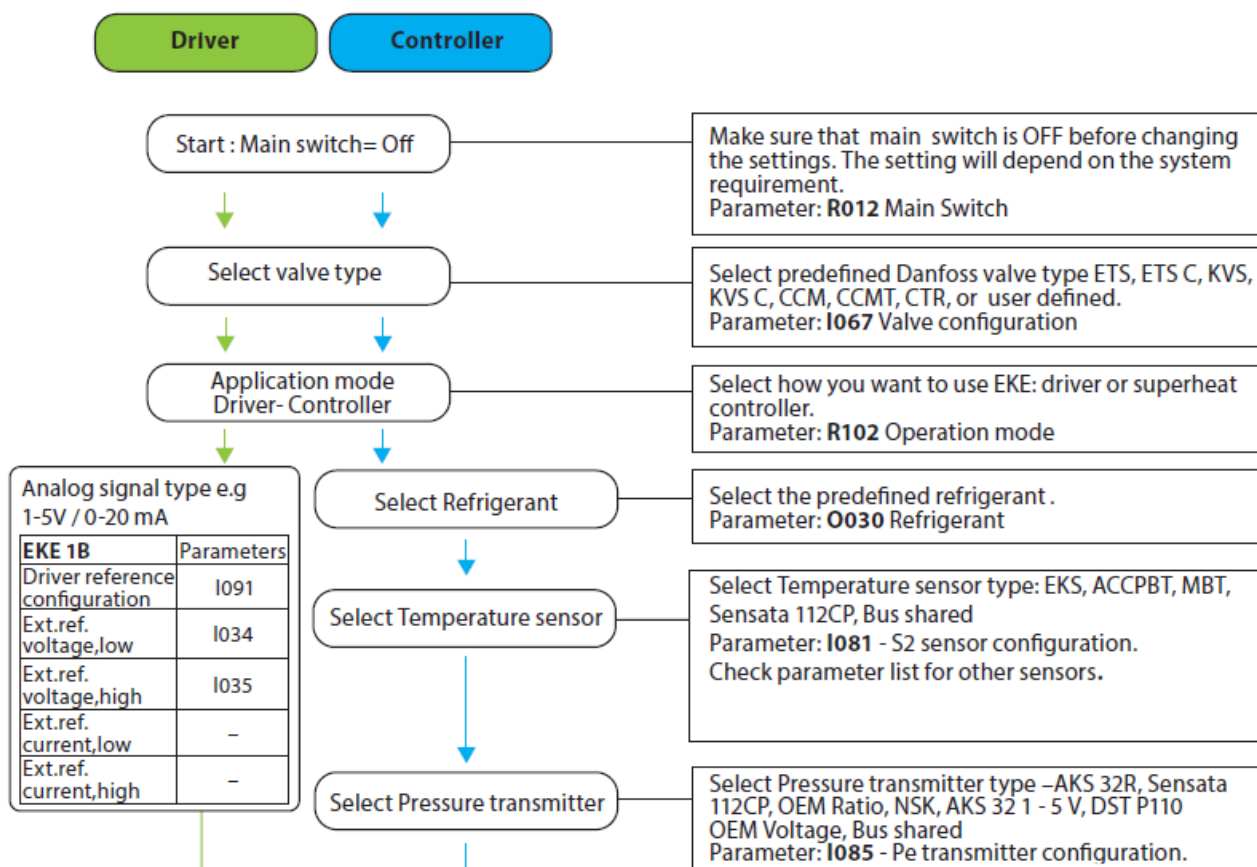 Driver
Controller
Start : Main switch= Off
Make sure that main switch is OFF before changing
the settings. The setting will depend on the system
requirement.
Parameter: R012 Main Switch
Select valve type
Select predefined Danfoss valve type ETS, ETS C, KVS,
KVS C, CCM, CCMT, CTR, or user defined.
Parameter: I067 Valve configuration
Application mode
Driver- Controller
Select how you want to use EKE: driver or superheat
controller.
Parameter: R102 Operation mode
Analog signal type e.g
1-5V / 0-20 mA
EKE 1B Parameters
Driver reference
configuration I091
Ext.ref.
voltage,low I034
Ext.ref.
voltage,high I035
Ext.ref.
current,low –
Ext.ref.
current,high –
Select Refrigerant
Select the predefined refrigerant .
Parameter: O030 Refrigerant
Select Temperature sensor
Select Temperature sensor type: EKS, ACCPBT, MBT,
Sensata 112CP, Bus shared
Parameter: I081 - S2 sensor configuration.
Check parameter list for other sensors.
Select Pressure transmitter
Select Pressure transmitter type –AKS 32R, Sensata
112CP, OEM Ratio, NSK, AKS 32 1 - 5 V, DST P110
OEM Voltage, Bus shared
Parameter: I085 - Pe transmitter configuration.